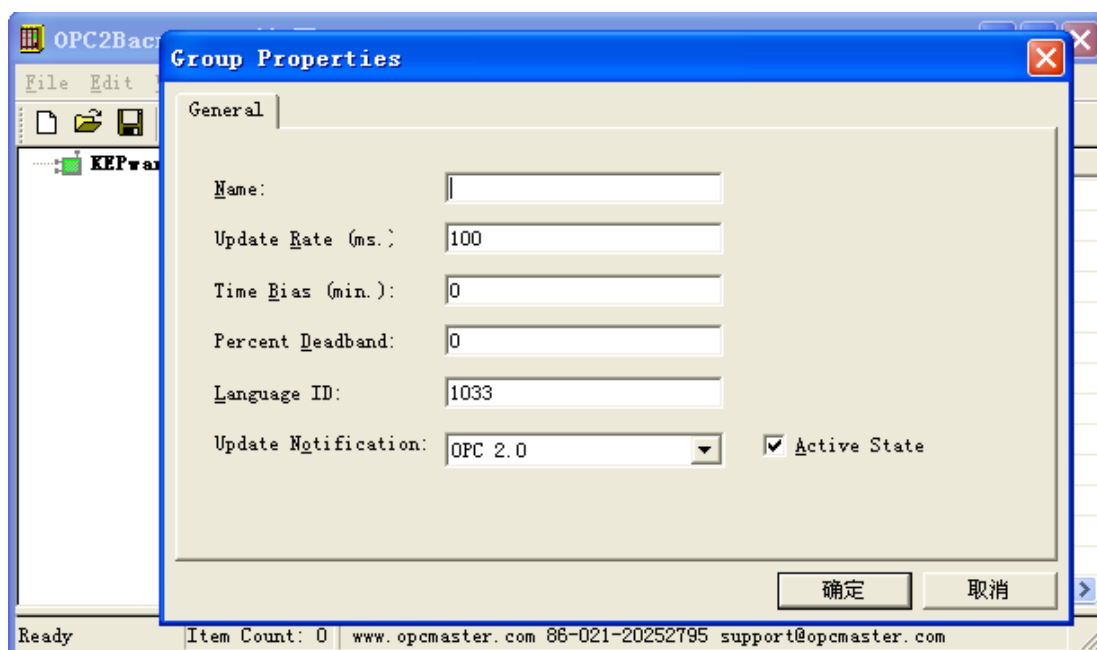 OPC2Bacn
Group Properties
File Edit
General
KEPwar
Name:
Update Rate (ms.)
100
Time Bias (min.):
0
Percent Deadband:
0
Language ID:
1033
Update Notification:
OPC 2.0
Active State
确定
取消
Ready
Item Count: 0
www.opcmaster.com 86-021-20252795 support@opcmaster.com